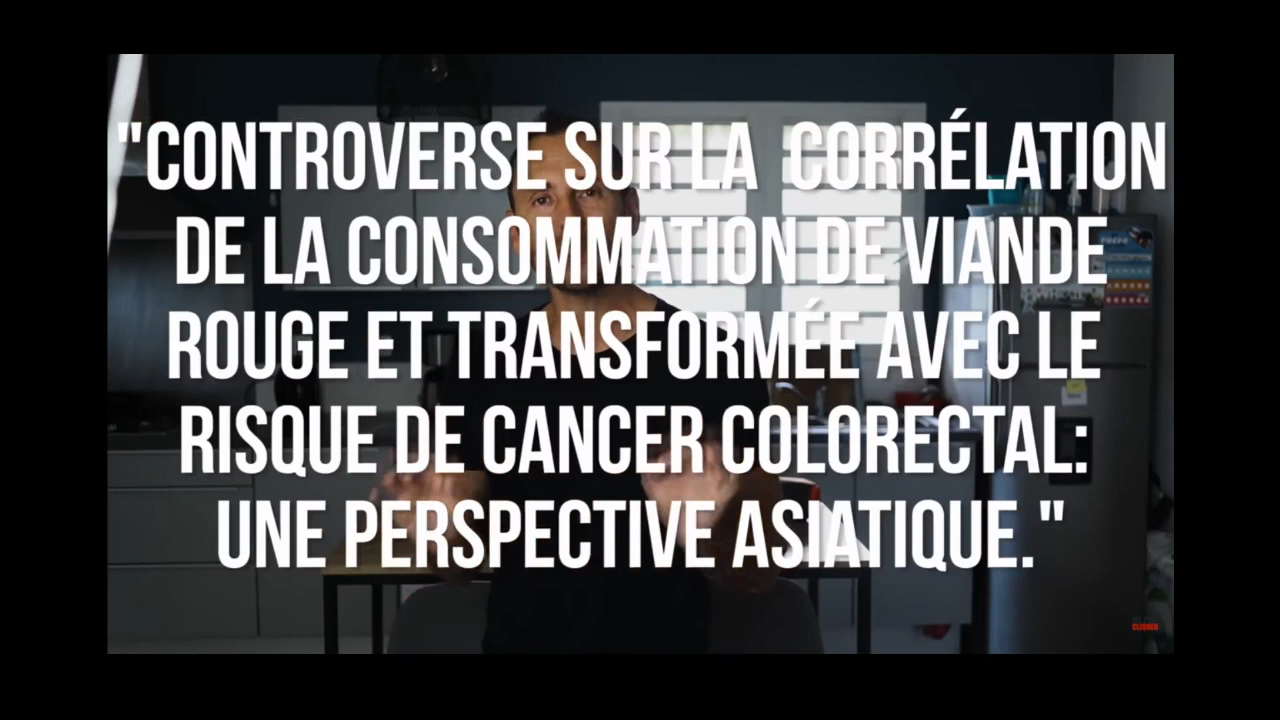 "CONTROVERSE SUR LA CORRÉLATION
DE LA CONSOMMATION DE VIANDE
ROUGE ET TRANSFORMÉE AVEC LE
RISQUE DE CANCER COLORECTAL:
UNE PERSPECTIVE ASIATIQUE."